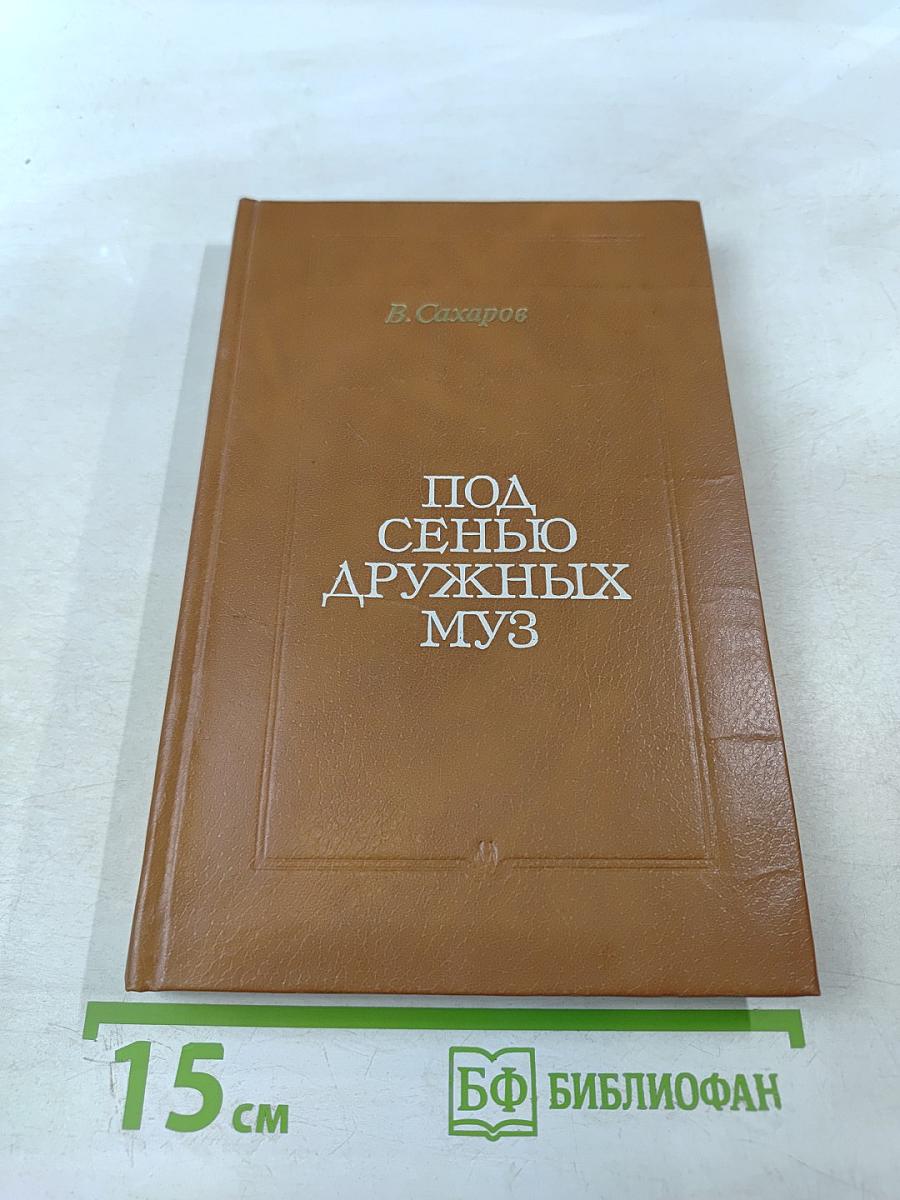 В. Сахаров
ПОД
СЕНЬЮ
ДРУЖНЫХ
МУЗ
15 см
БФ БИБЛИОФАН